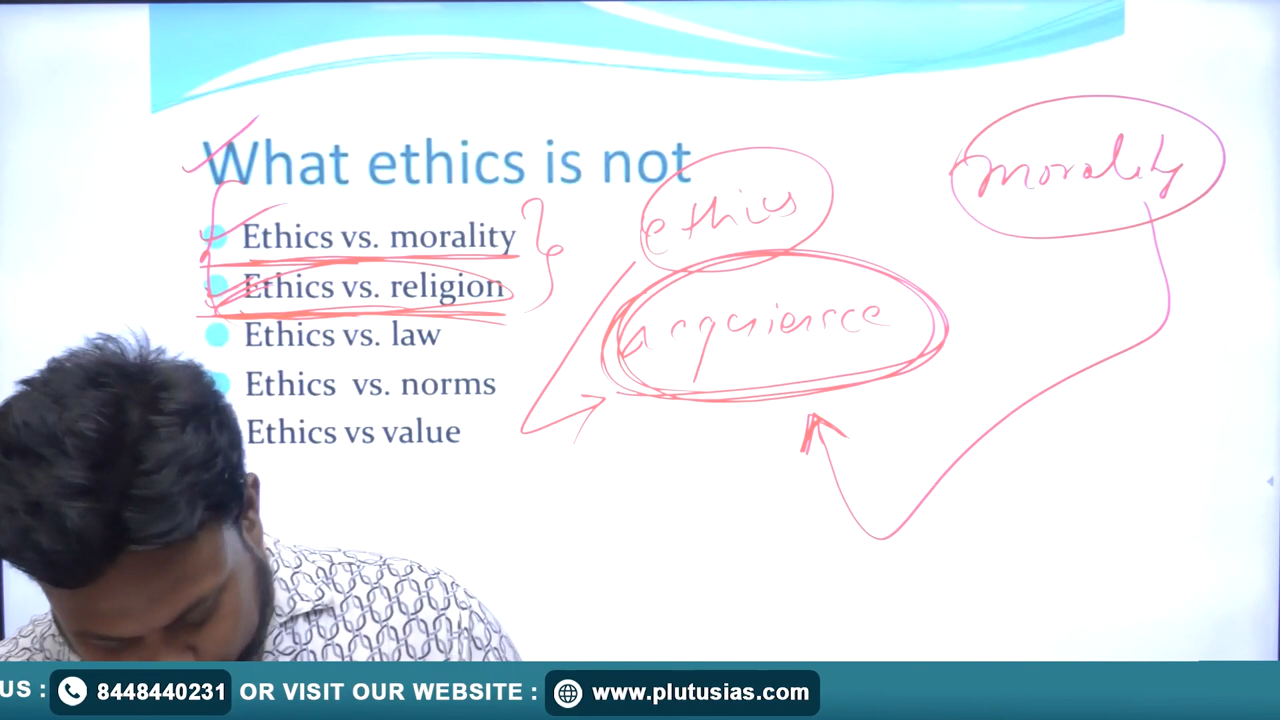 What ethics is not
Ethics vs. morality
Ethics vs. religion
Ethics vs. law
Ethics vs. norms
Ethics vs value
ethics
morality
US : 8448440231 OR VISIT OUR WEBSITE : www.plutusias.com